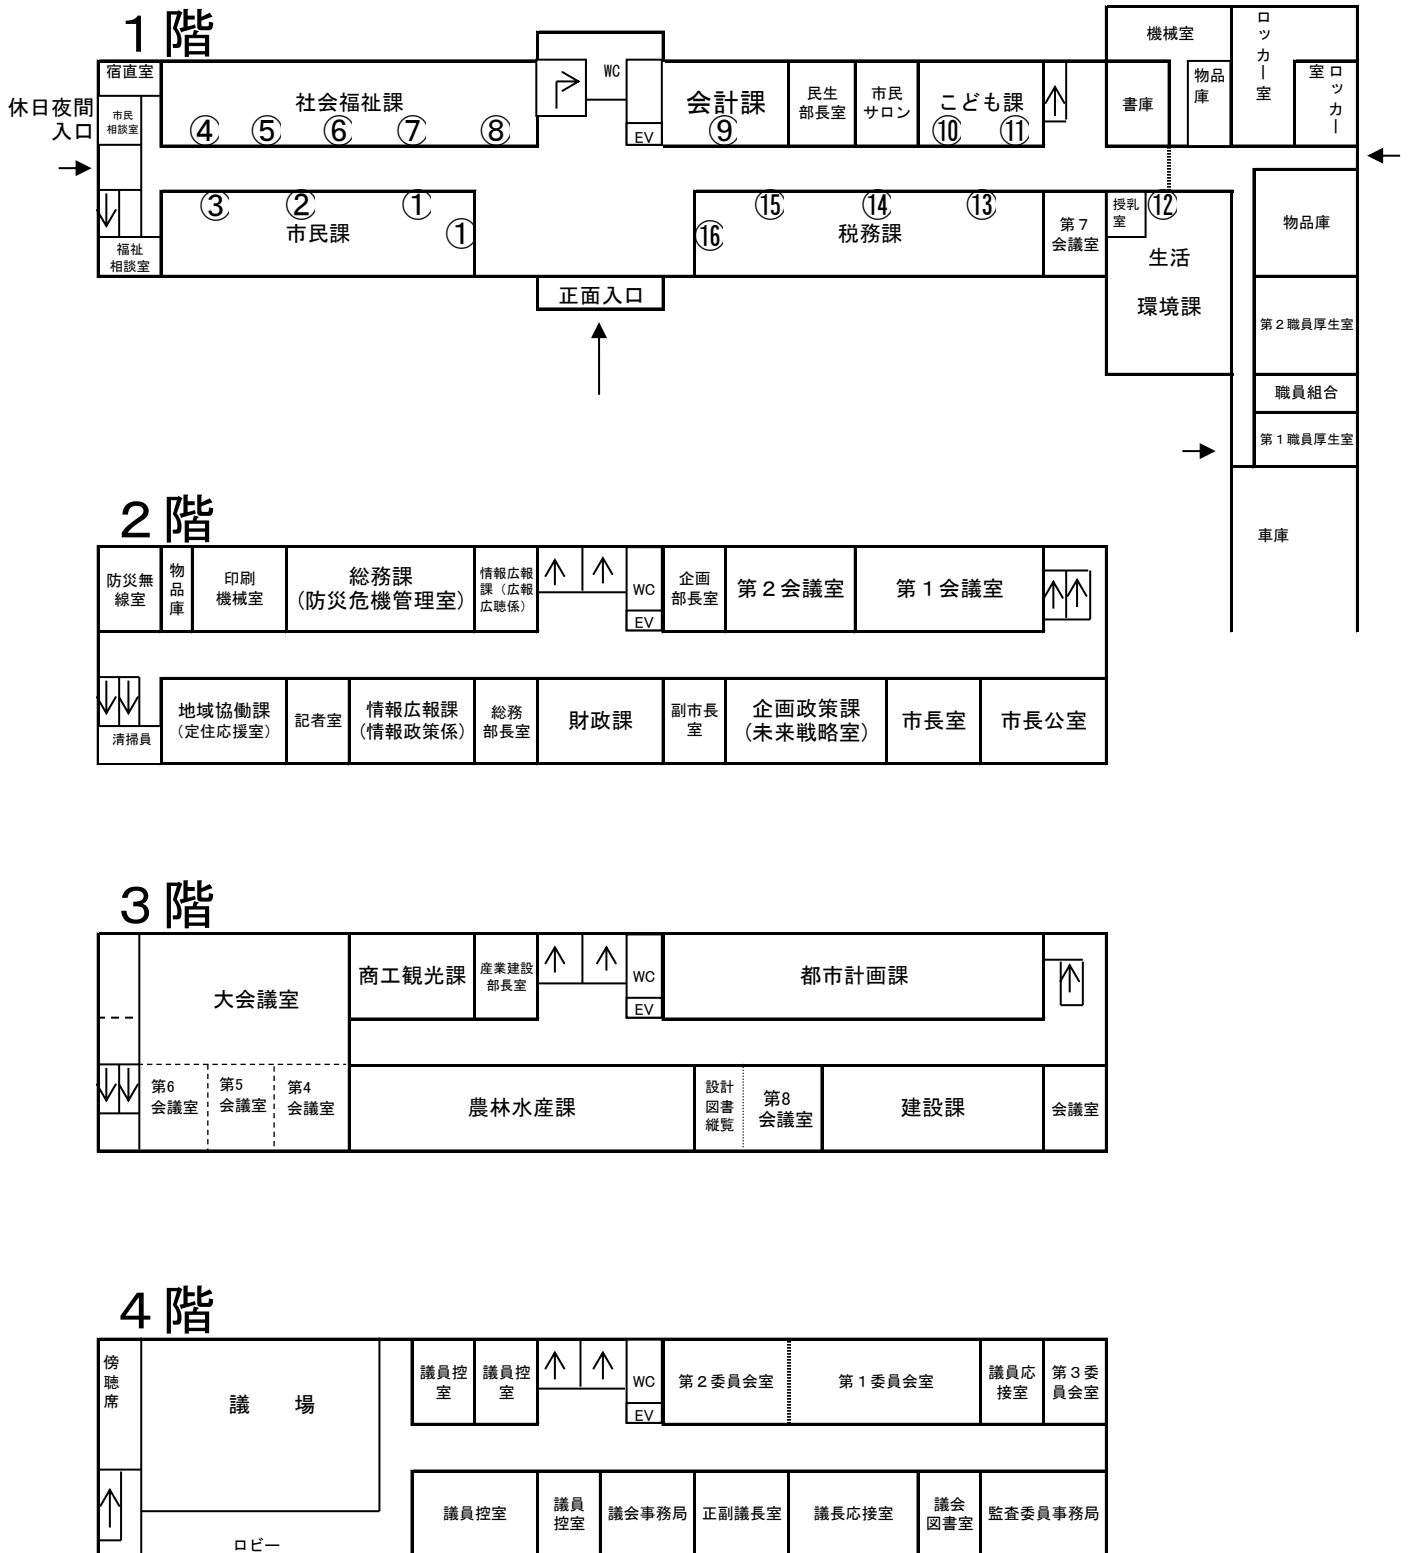 １階
宿直室
休日夜間
入口
市民
相談室
社会福祉課
④ ⑤ ⑥ ⑦ ⑧
WC
EV
会計課
⑨
民生
部長室
市民
サロン
こども課
⑩ ⑪
書庫
機械室
物品
庫
ロッカー室
ロッカー室
③ ② ① ①
市民課
福祉
相談室
正面入口
⑯ ⑮ ⑭ ⑬
税務課
第７
会議室
授乳
室
⑫
生活
環境課
物品庫
第２職員厚生室
職員組合
第１職員厚生室
車庫
２階
防災無
線室
物品庫
印刷
機械室
総務課
（防災危機管理室）
情報広報
課（広報
広聴係）
WC
EV
企画
部長室
第２会議室
第１会議室
清掃員
地域協働課
（定住応援室）
記者室
情報広報課
（情報政策係）
総務
部長室
財政課
副市長
室
企画政策課
（未来戦略室）
市長室
市長公室
３階
大会議室
商工観光課
産業建設
部長室
WC
EV
都市計画課
第6
会議室
第5
会議室
第4
会議室
農林水産課
設計
図書
縦覧
第8
会議室
建設課
会議室
４階
傍聴席
議　場
議員控
室
議員控
室
WC
EV
第２委員会室
第１委員会室
議員応
接室
第３委
員会室
ロビー
議員控室
議員
控室
議会事務局
正副議長室
議長応接室
議会
図書室
監査委員事務局